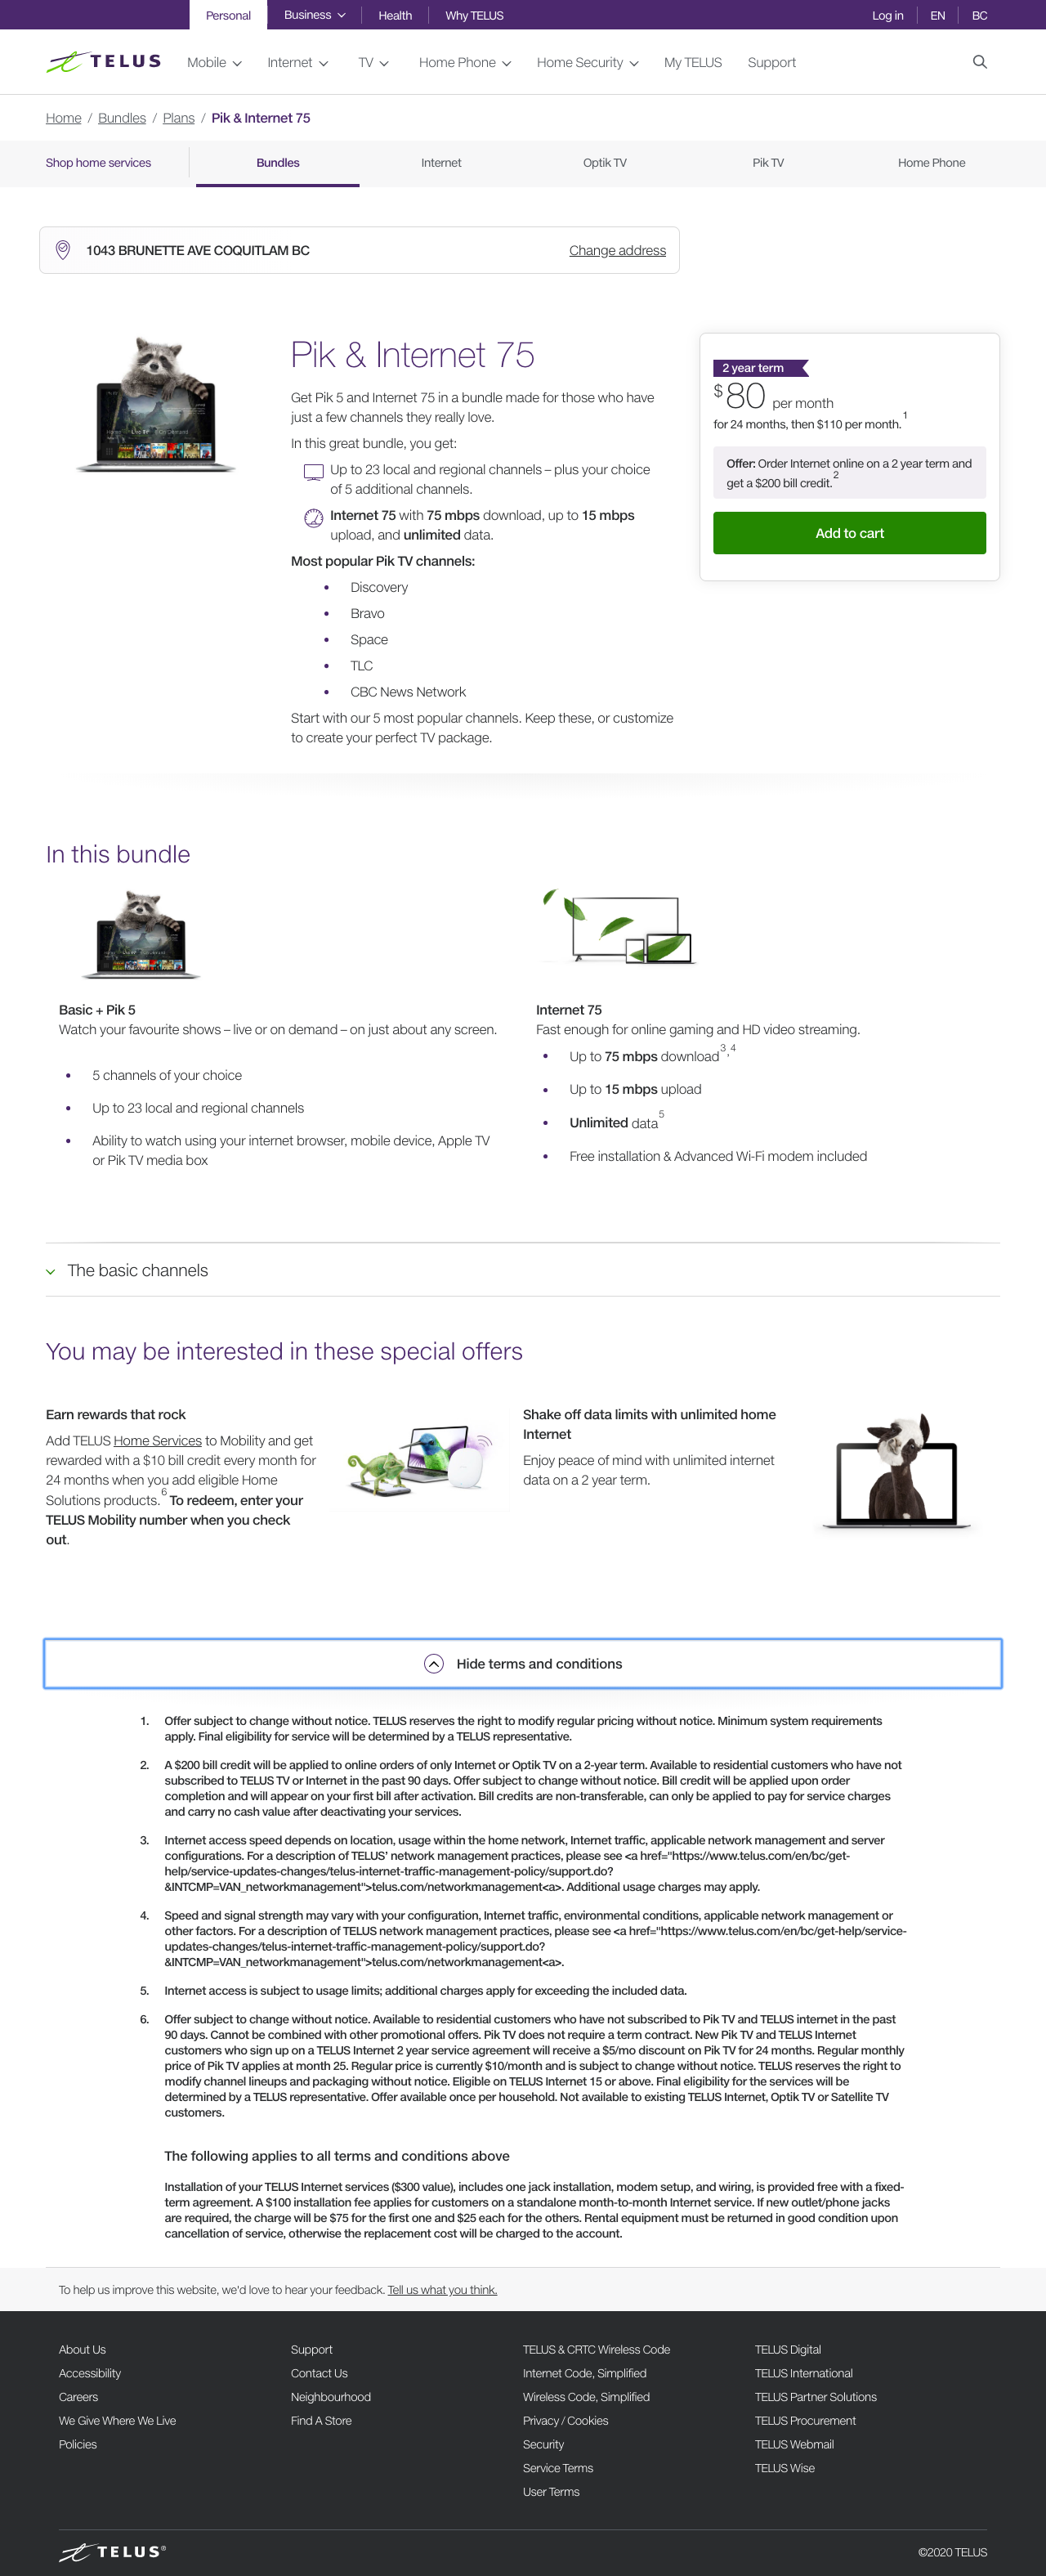 Personal
Business
Health
Why TELUS
Log in
EN
BC
TELUS
Mobile
Internet
TV
Home Phone
Home Security
My TELUS
Support
Home / Bundles / Plans / Pik & Internet 75
Shop home services
Bundles
Internet
Optik TV
Pik TV
Home Phone
1043 BRUNETTE AVE COQUITLAM BC
Change address
Pik & Internet 75
Get Pik 5 and Internet 75 in a bundle made for those who have
just a few channels they really love.
In this great bundle, you get:
Up to 23 local and regional channels – plus your choice
of 5 additional channels.
Internet 75 with 75 mbps download, up to 15 mbps
upload, and unlimited data.
Most popular Pik TV channels:
• Discovery
• Bravo
• Space
• TLC
• CBC News Network
Start with our 5 most popular channels. Keep these, or customize
to create your perfect TV package.
2 year term
$80 per month
for 24 months, then $110 per month.1
Offer: Order Internet online on a 2 year term and
get a $200 bill credit.2
Add to cart
In this bundle
Basic + Pik 5
Watch your favourite shows – live or on demand – on just about any screen.
• 5 channels of your choice
• Up to 23 local and regional channels
• Ability to watch using your internet browser, mobile device, Apple TV
or Pik TV media box
Internet 75
Fast enough for online gaming and HD video streaming.
• Up to 75 mbps download3,4
• Up to 15 mbps upload
• Unlimited data5
• Free installation & Advanced Wi-Fi modem included
The basic channels
You may be interested in these special offers
Earn rewards that rock
Add TELUS Home Services to Mobility and get
rewarded with a $10 bill credit every month for
24 months when you add eligible Home
Solutions products.6 To redeem, enter your
TELUS Mobility number when you check
out.
Shake off data limits with unlimited home
Internet
Enjoy peace of mind with unlimited internet
data on a 2 year term.
Hide terms and conditions
1. Offer subject to change without notice. TELUS reserves the right to modify regular pricing without notice. Minimum system requirements
apply. Final eligibility for service will be determined by a TELUS representative.
2. A $200 bill credit will be applied to online orders of only Internet or Optik TV on a 2-year term. Available to residential customers who have not
subscribed to TELUS TV or Internet in the past 90 days. Offer subject to change without notice. Bill credit will be applied upon order
completion and will appear on your first bill after activation. Bill credits are non-transferable, can only be applied to pay for service charges
and carry no cash value after deactivating your services.
3. Internet access speed depends on location, usage within the home network, Internet traffic, applicable network management and server
configurations. For a description of TELUS’ network management practices, please see <a href="https://www.telus.com/en/bc/get-
help/service-updates-changes/telus-internet-traffic-management-policy/support.do?
&INTCMP=VAN_networkmanagement">telus.com/networkmanagement<a>. Additional usage charges may apply.
4. Speed and signal strength may vary with your configuration, Internet traffic, environmental conditions, applicable network management or
other factors. For a description of TELUS network management practices, please see <a href="https://www.telus.com/en/bc/get-help/service-
updates-changes/telus-internet-traffic-management-policy/support.do?
&INTCMP=VAN_networkmanagement">telus.com/networkmanagement<a>.
5. Internet access is subject to usage limits; additional charges apply for exceeding the included data.
6. Offer subject to change without notice. Available to residential customers who have not subscribed to Pik TV and TELUS internet in the past
90 days. Cannot be combined with other promotional offers. Pik TV does not require a term contract. New Pik TV and TELUS Internet
customers who sign up on a TELUS Internet 2 year service agreement will receive a $5/mo discount on Pik TV for 24 months. Regular monthly
price of Pik TV applies at month 25. Regular price is currently $10/month and is subject to change without notice. TELUS reserves the right to
modify channel lineups and packaging without notice. Eligible on TELUS Internet 15 or above. Final eligibility for the services will be
determined by a TELUS representative. Offer available once per household. Not available to existing TELUS Internet, Optik TV or Satellite TV
customers.
The following applies to all terms and conditions above
Installation of your TELUS Internet services ($300 value), includes one jack installation, modem setup, and wiring, is provided free with a fixed-
term agreement. A $100 installation fee applies for customers on a standalone month-to-month Internet service. If new outlet/phone jacks
are required, the charge will be $75 for the first one and $25 each for the others. Rental equipment must be returned in good condition upon
cancellation of service, otherwise the replacement cost will be charged to the account.
To help us improve this website, we'd love to hear your feedback. Tell us what you think.
About Us
Accessibility
Careers
We Give Where We Live
Policies
Support
Contact Us
Neighbourhood
Find A Store
TELUS & CRTC Wireless Code
Internet Code, Simplified
Wireless Code, Simplified
Privacy / Cookies
Security
Service Terms
User Terms
TELUS Digital
TELUS International
TELUS Partner Solutions
TELUS Procurement
TELUS Webmail
TELUS Wise
TELUS®
©2020 TELUS